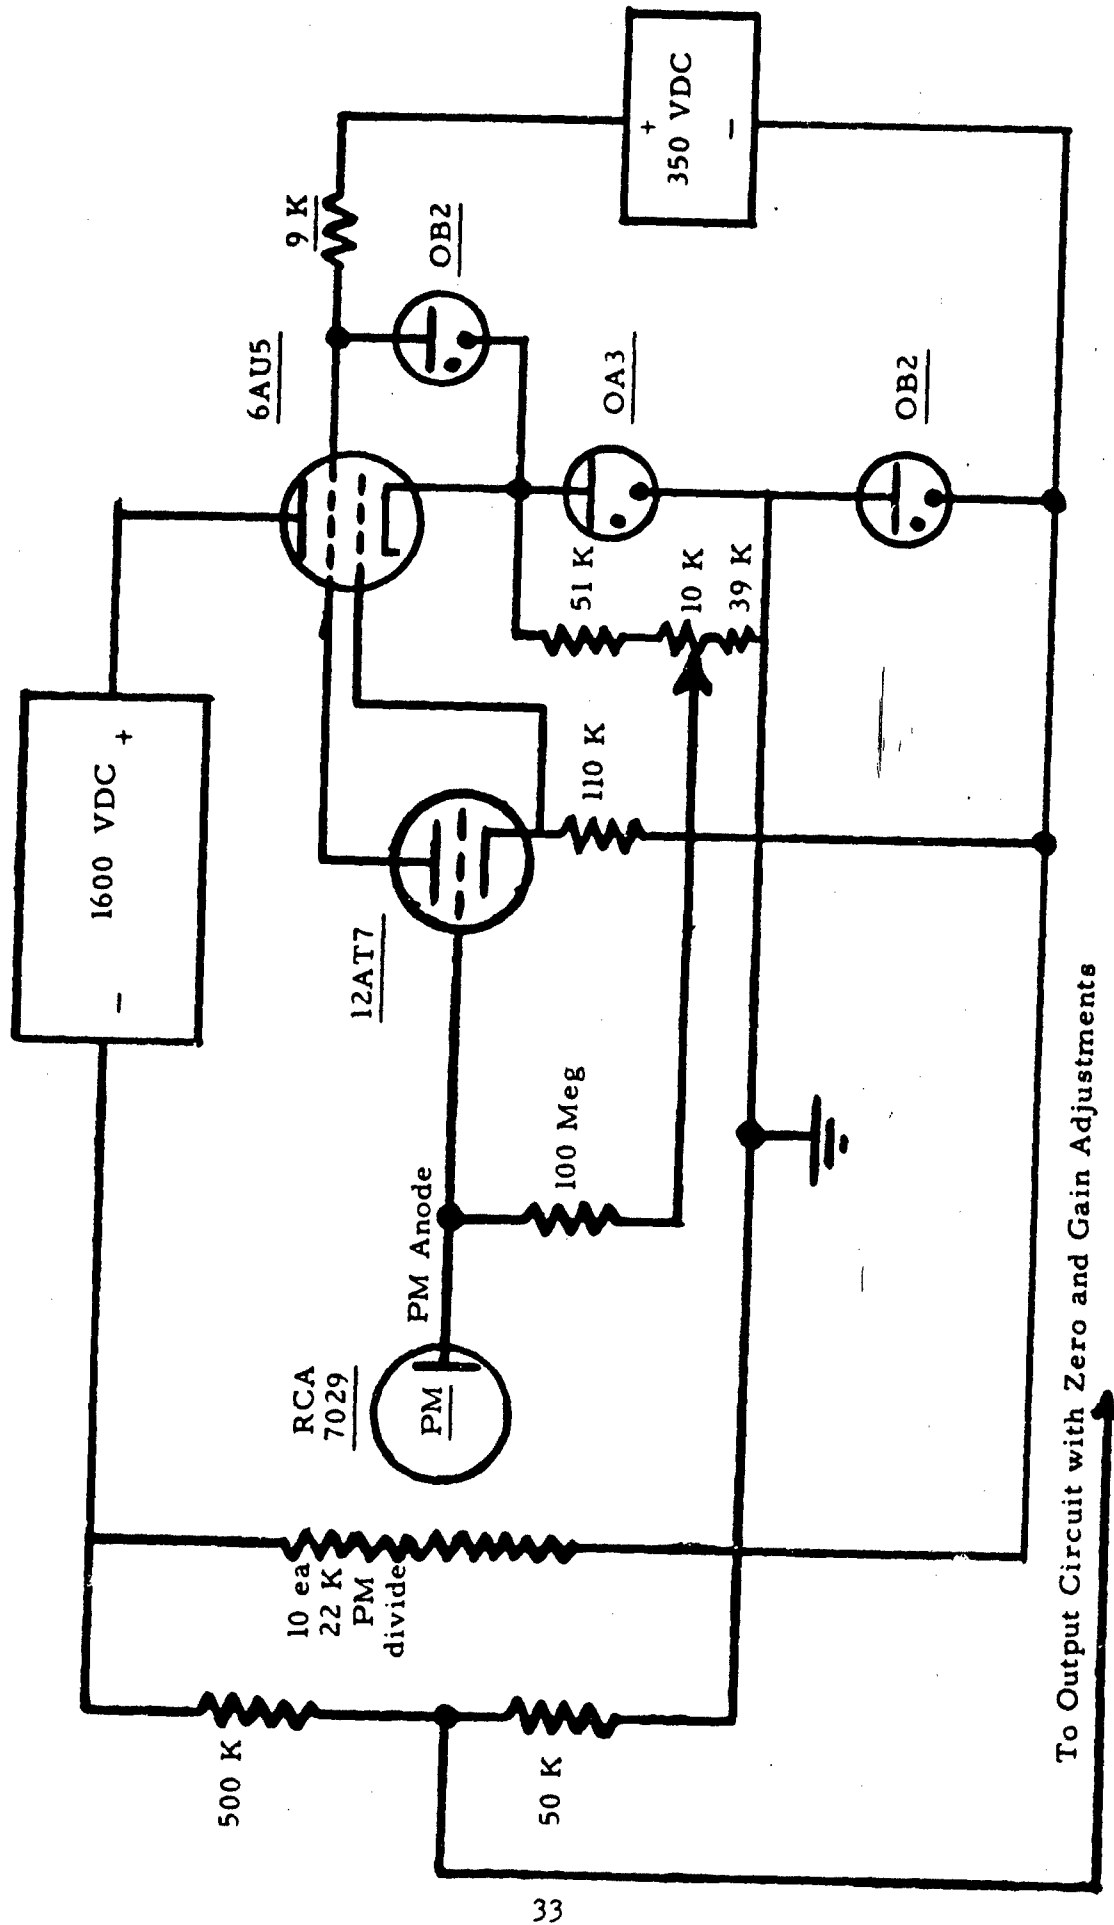 1600 VDC
−
+
6AU5
9 K
OB2
+
350 VDC
−
12AT7
OA3
OB2
51 K
10 K
39 K
110 K
RCA
7029
PM
PM Anode
100 Meg
10 ea
22 K
PM
divide
500 K
50 K
To Output Circuit with Zero and Gain Adjustments
33